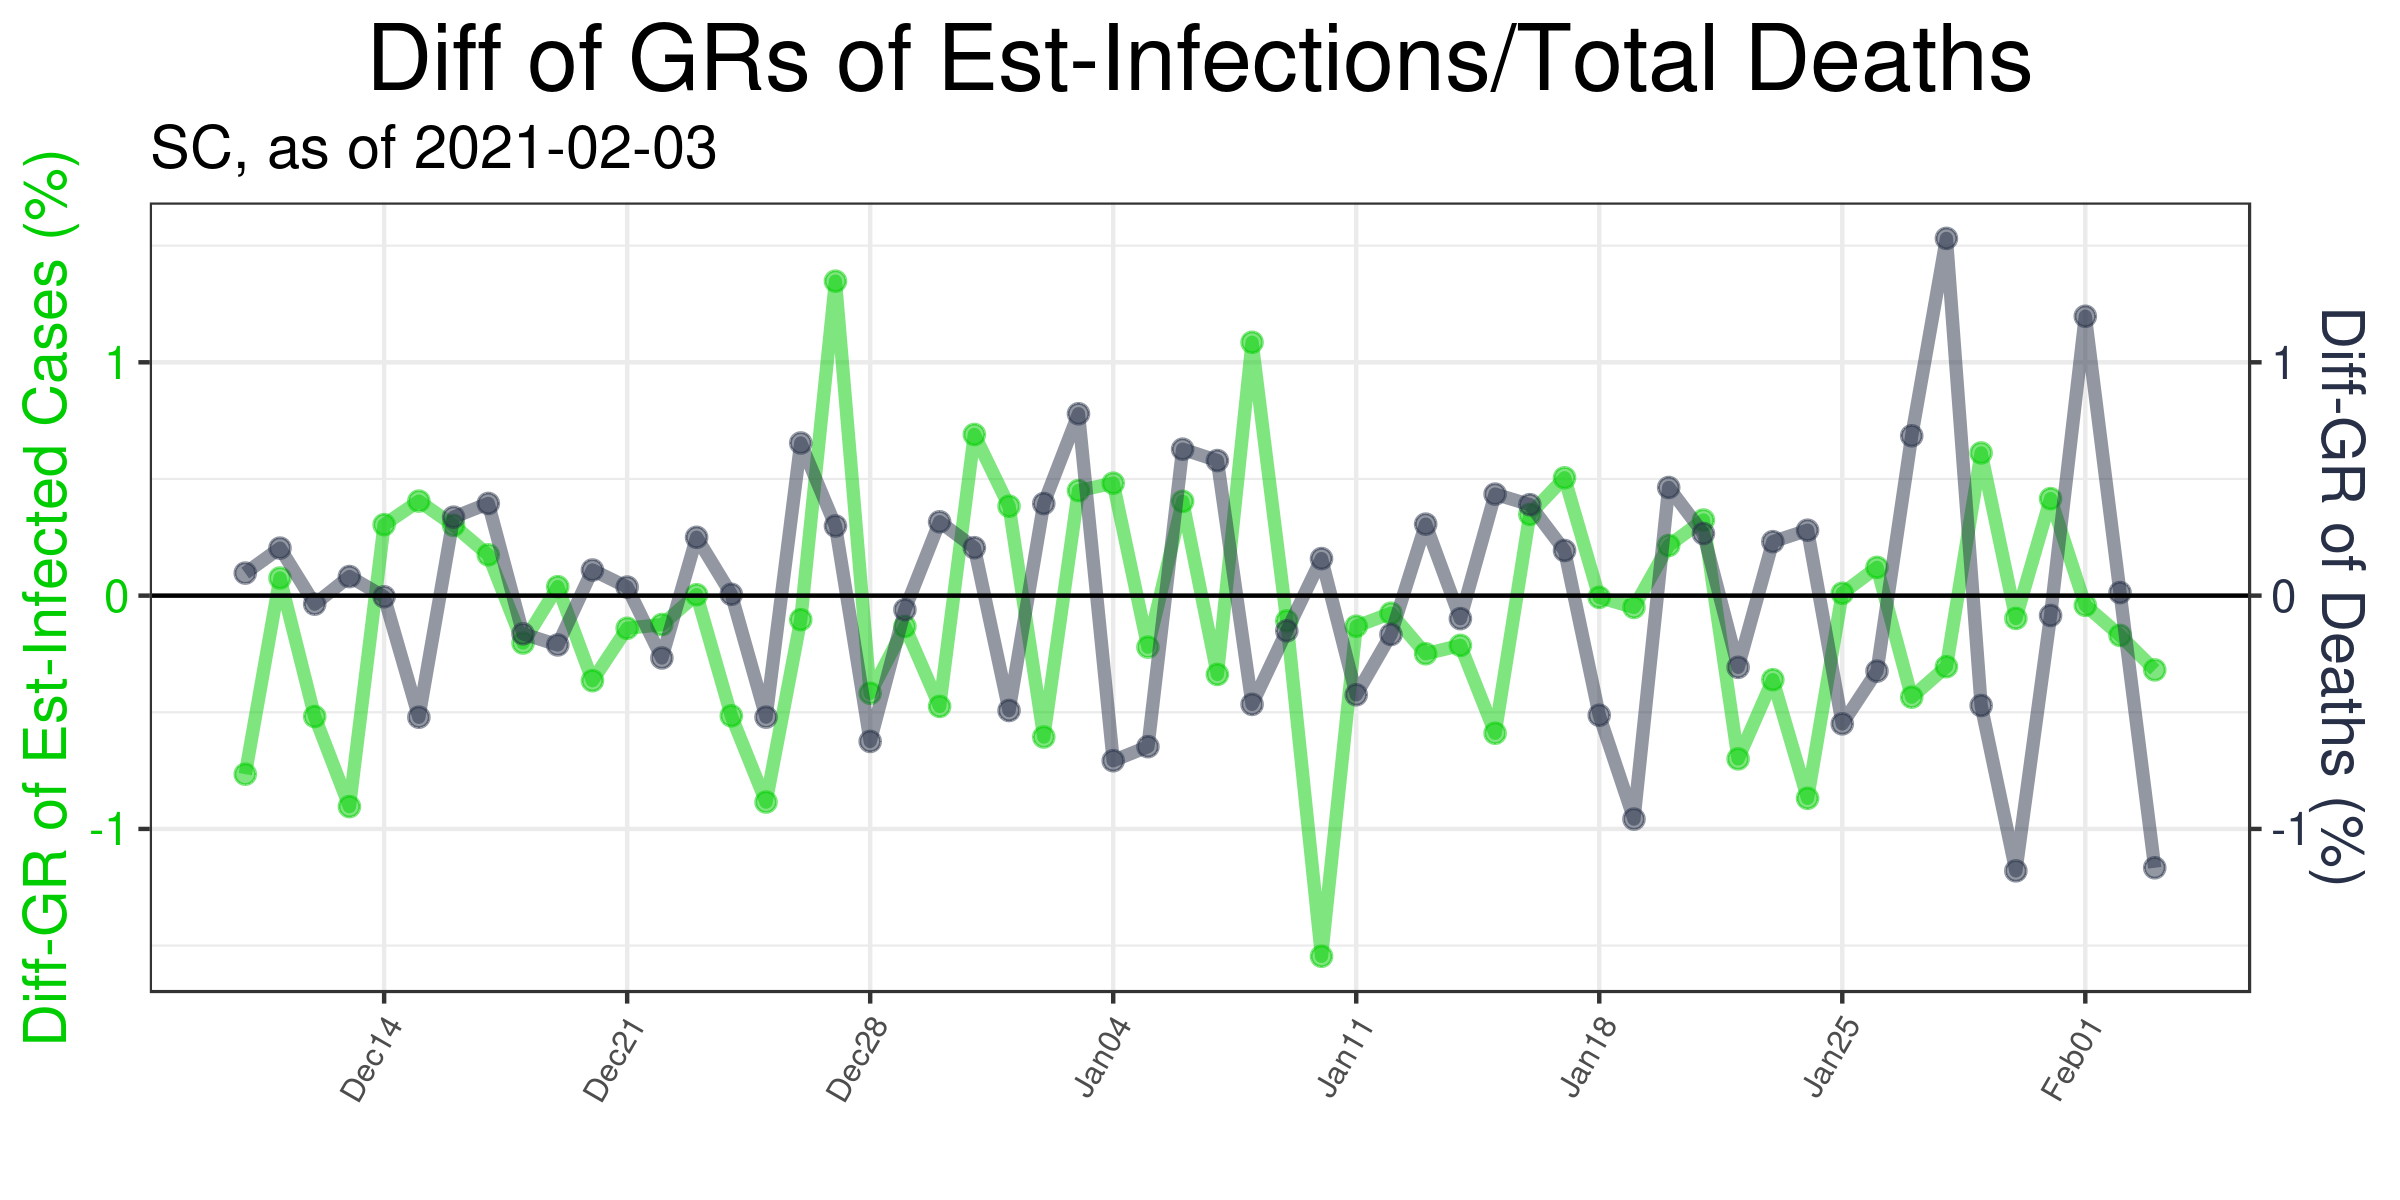 Diff of GRs of Est-Infections/Total Deaths
SC, as of 2021-02-03
Diff-GR of Est-Infected Cases (%)
1
0
-1
1
0
-1
Diff-GR of Deaths (%)
Dec14
Dec21
Dec28
Jan04
Jan11
Jan18
Jan25
Feb01